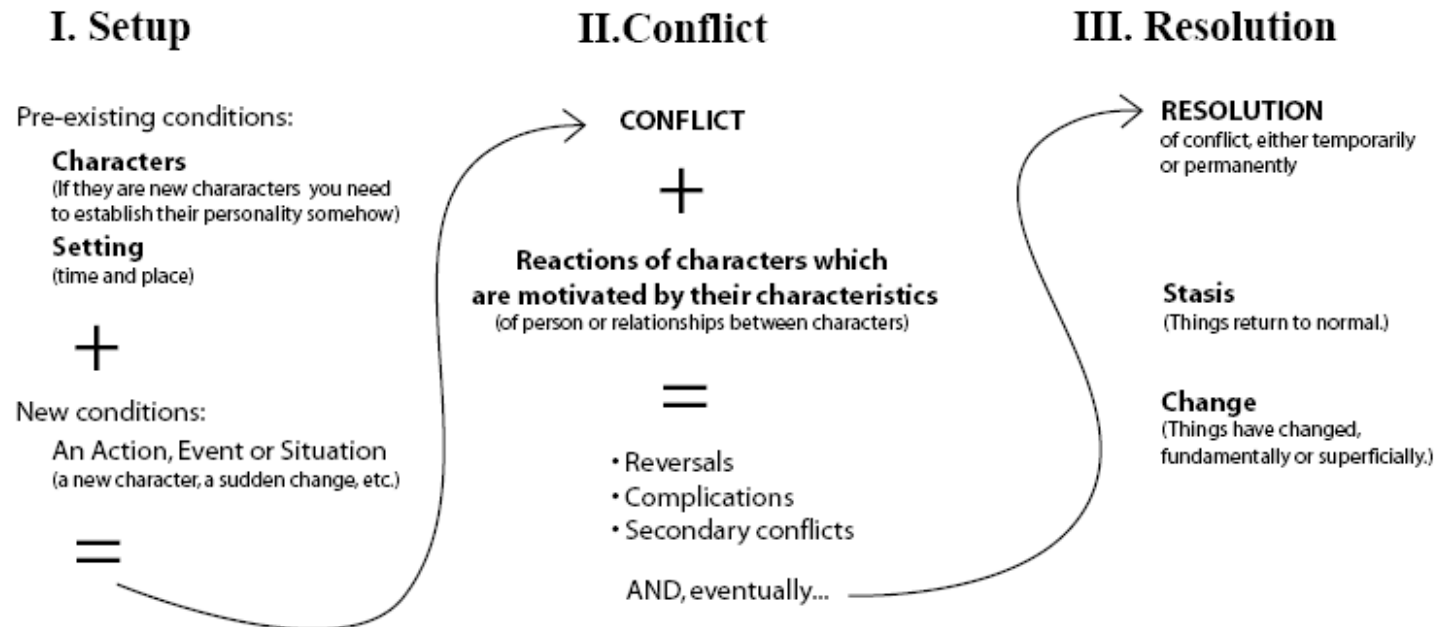 I. Setup
Pre-existing conditions:
Characters
(If they are new chararacters you need
to establish their personality somehow)
Setting
(time and place)
+
New conditions:
An Action, Event or Situation
(a new character, a sudden change, etc.)
=
II.Conflict
CONFLICT
+
Reactions of characters which
are motivated by their characteristics
(of person or relationships between characters)
=
• Reversals
• Complications
• Secondary conflicts
AND, eventually...
III. Resolution
RESOLUTION
of conflict, either temporarily
or permanently
Stasis
(Things return to normal.)
Change
(Things have changed,
fundamentally or superficially.)